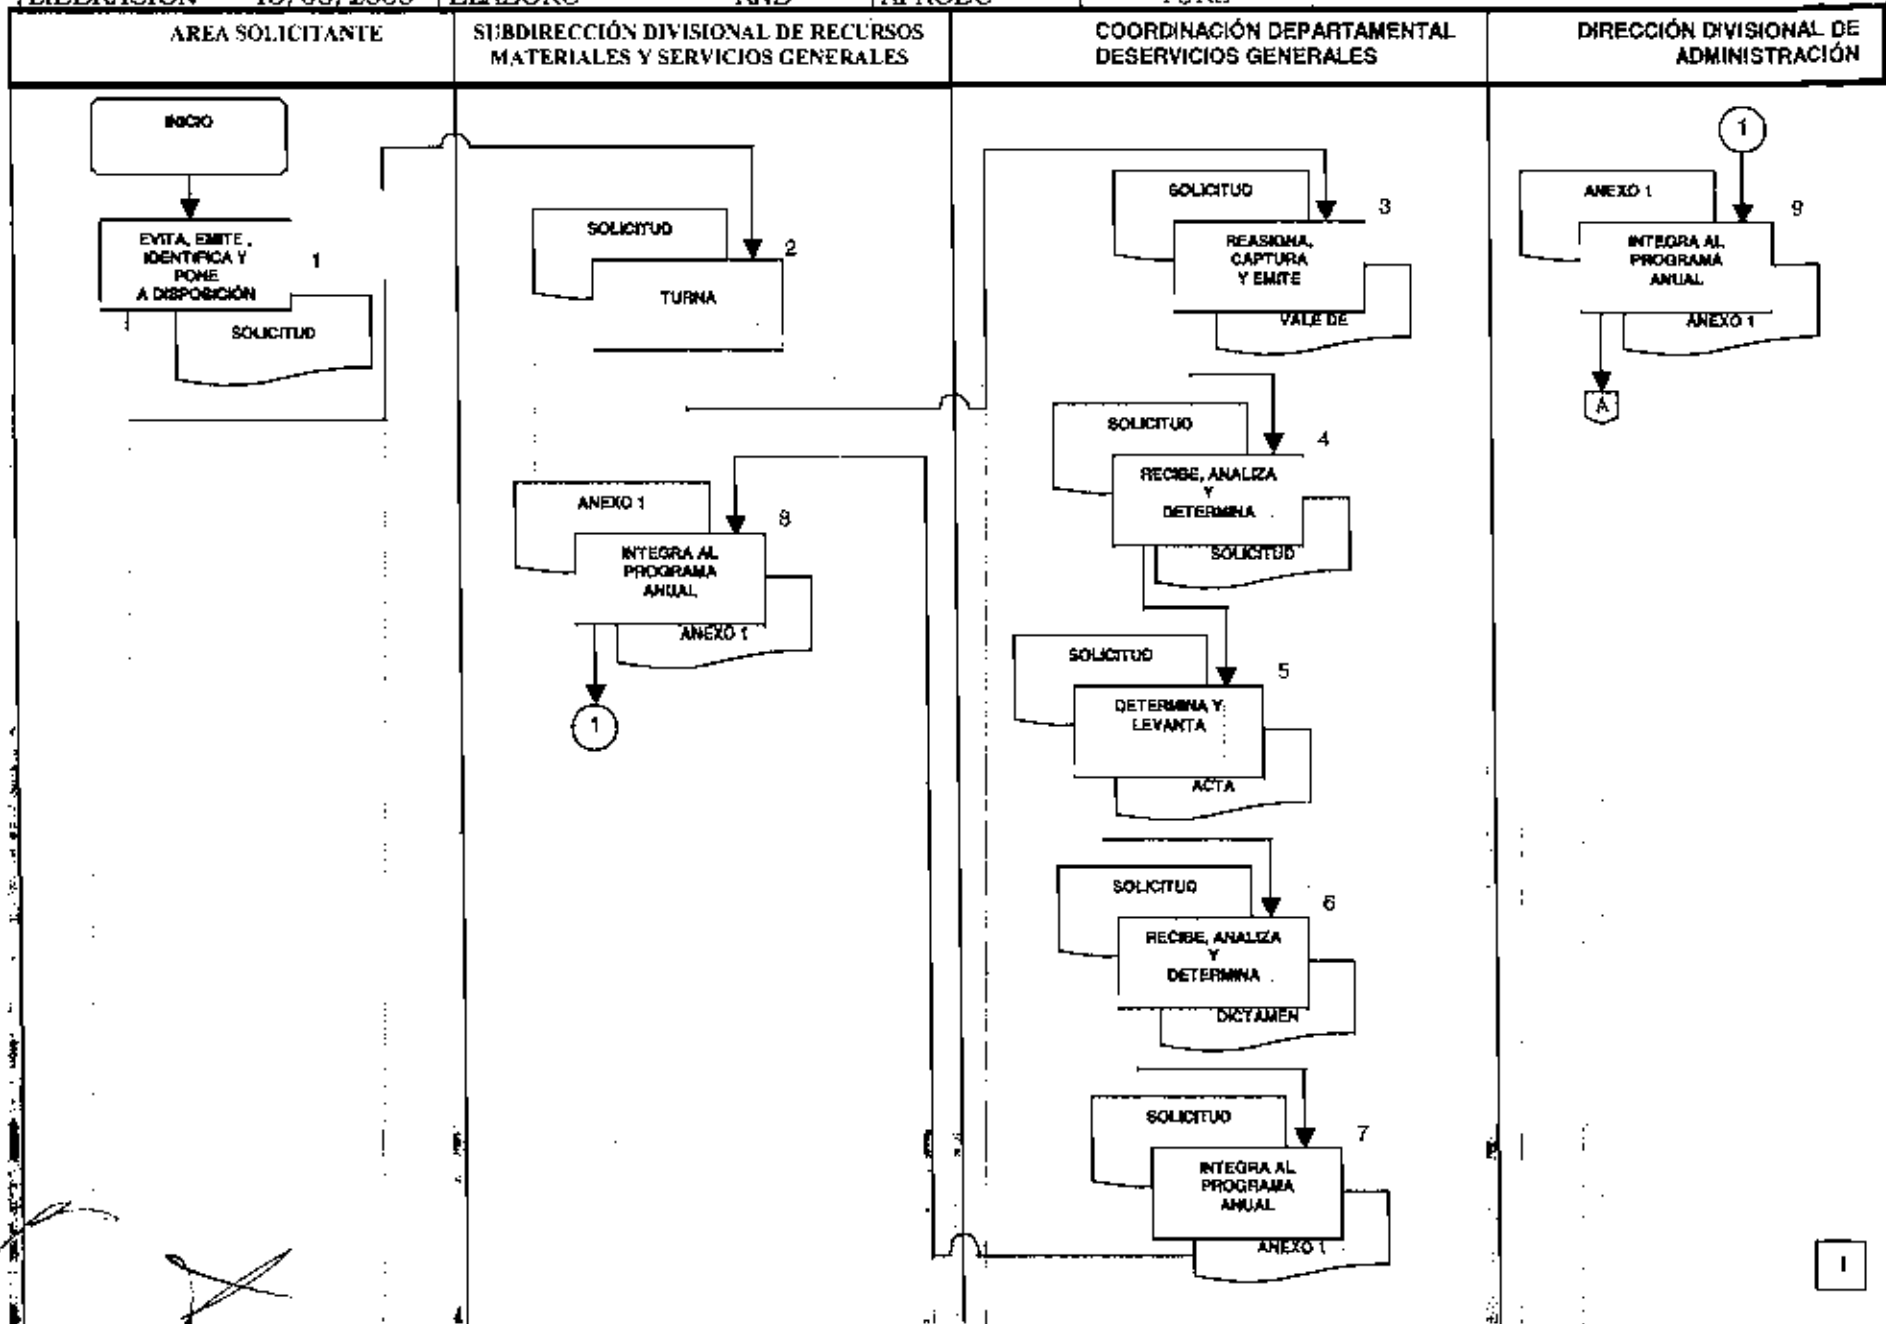 AREA SOLICITANTE
SUBDIRECCIÓN DIVISIONAL DE RECURSOS
MATERIALES Y SERVICIOS GENERALES
COORDINACIÓN DEPARTAMENTAL
DESERVICIOS GENERALES
DIRECCIÓN DIVISIONAL DE
ADMINISTRACIÓN
INICIO
EVITA, EMITE ,
IDENTIFICA Y
PONE
A DISPOSICIÓN
1
SOLICITUD
SOLICITUD
2
TURNA
ANEXO 1
8
INTEGRA AL
PROGRAMA
ANUAL
ANEXO 1
1
SOLICITUD
3
REASIGNA,
CAPTURA
Y EMITE
VALE DE
SOLICITUD
4
RECIBE, ANALIZA
Y
DETERMINA
SOLICITUD
SOLICITUD
5
DETERMINA Y
LEVANTA
ACTA
SOLICITUD
6
RECIBE, ANALIZA
Y
DETERMINA
DICTAMEN
SOLICITUD
7
INTEGRA AL
PROGRAMA
ANUAL
ANEXO 1
1
ANEXO 1
9
INTEGRA AL
PROGRAMA
ANUAL
ANEXO 1
A
1